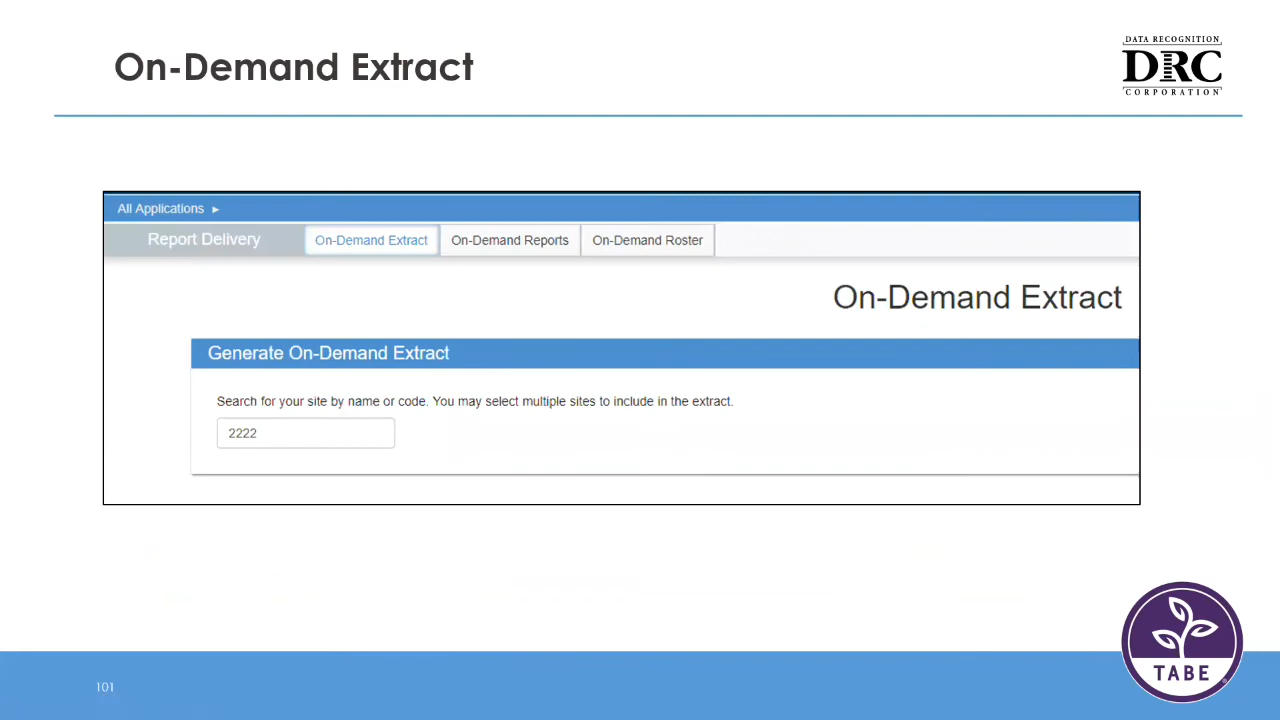 On-Demand Extract
DATA RECOGNITION
DRC
CORPORATION
All Applications ▸
Report Delivery
On-Demand Extract
On-Demand Reports
On-Demand Roster
On-Demand Extract
Generate On-Demand Extract
Search for your site by name or code. You may select multiple sites to include in the extract.
2222
TABE®
101